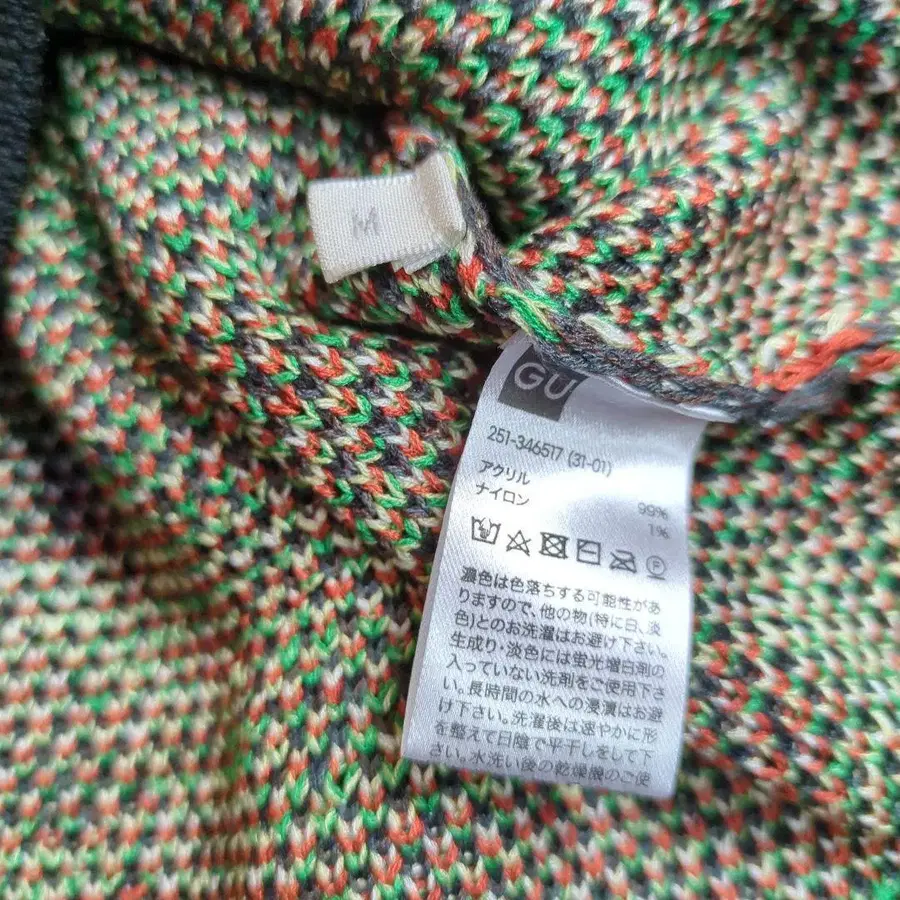 M
GU
251-346517 (31-01)
アクリル 99%
ナイロン 1%
P
濃色は色落ちする可能性があ
りますので、他の物(特に白、淡
色)とのお洗濯はお避け下さい。
生成り・淡色には蛍光増白剤の
入っていない洗剤をご使用下さ
い。長時間の水への浸漬はお避
け下さい。洗濯後は速やかに形
を整えて日陰で平干しをして下
さい。水洗い後の乾燥機のご使